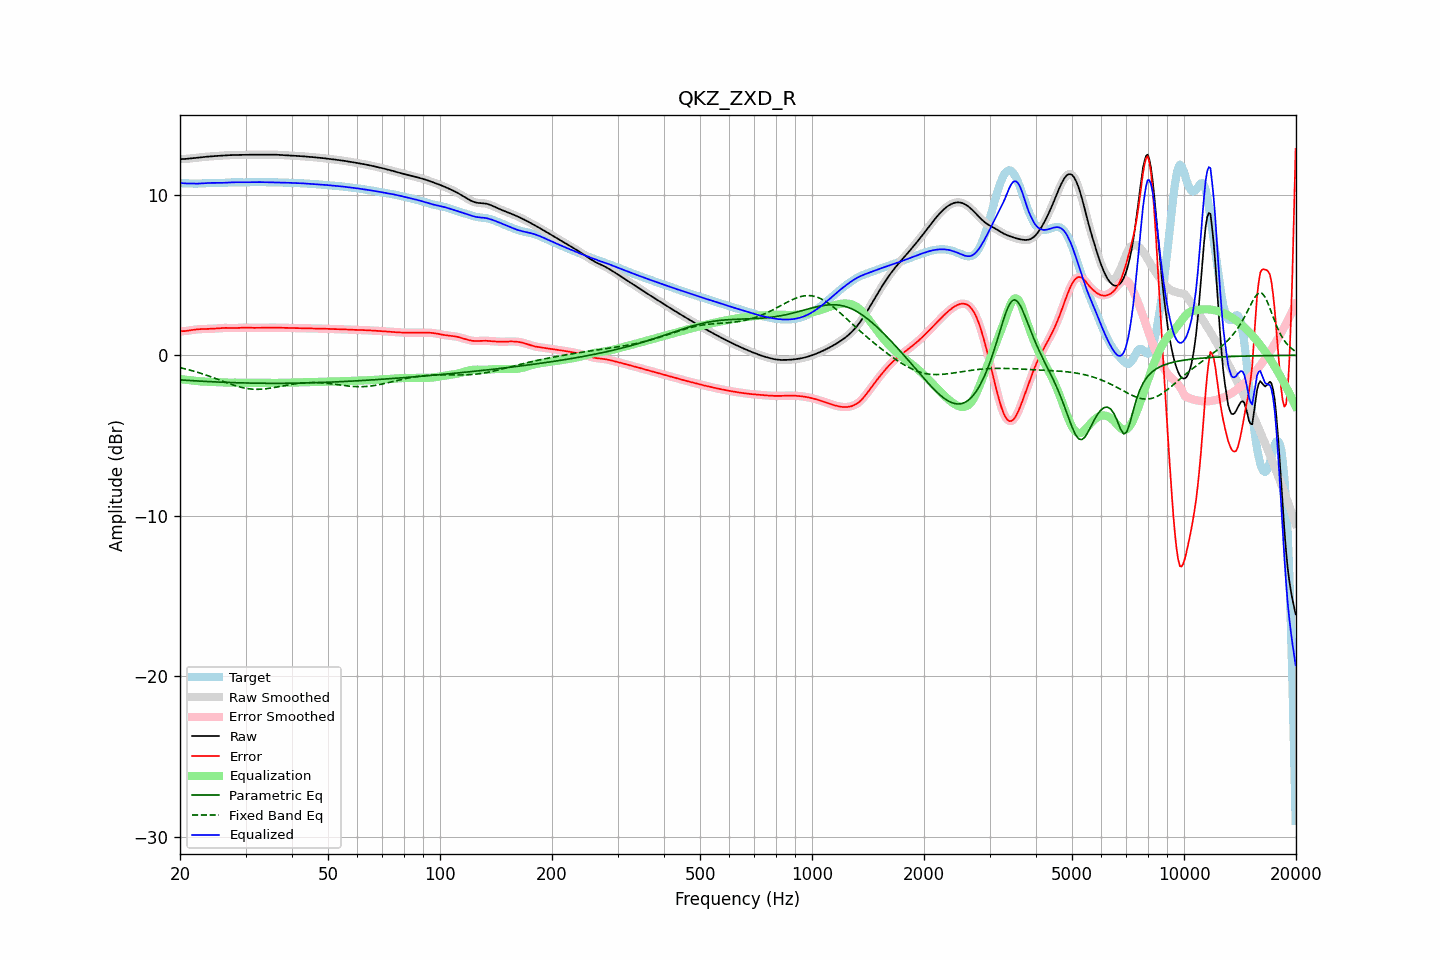 QKZ_ZXD_R
Amplitude (dBr)
10
0
−10
−20
−30
Target
Raw Smoothed
Error Smoothed
Raw
Error
Equalization
Parametric Eq
Fixed Band Eq
Equalized
20 50 100 200 500 1000 2000 5000 10000 20000
Frequency (Hz)